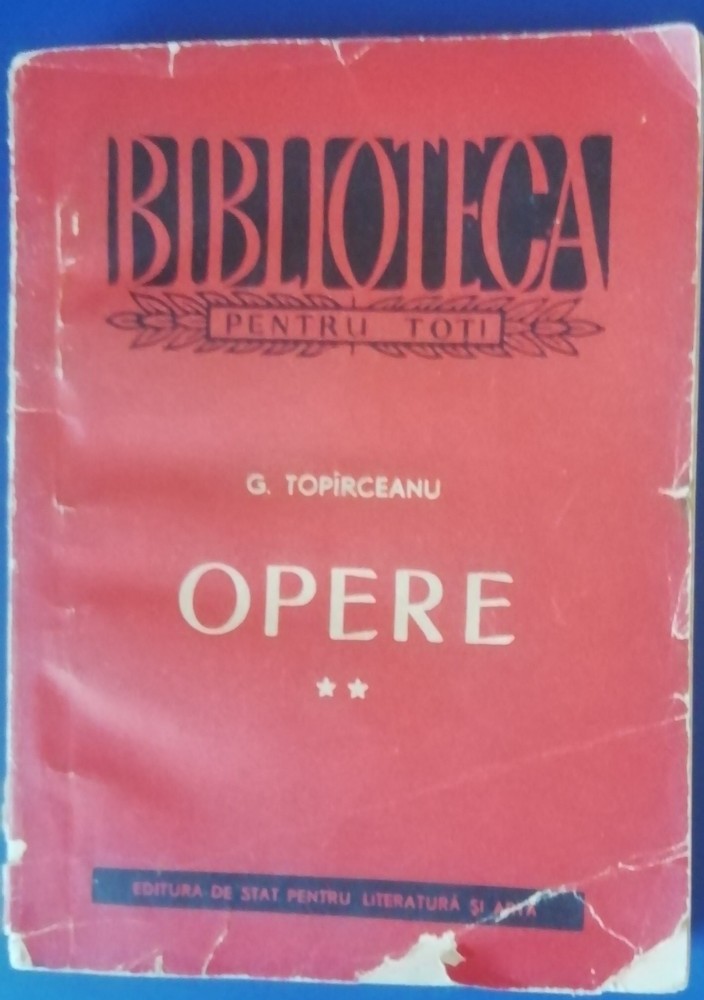 BIBLIOTECA
PENTRU TOȚI
G. TOPÎRCEANU
OPERE
★★
EDITURA DE STAT PENTRU LITERATURĂ ȘI ARTĂ